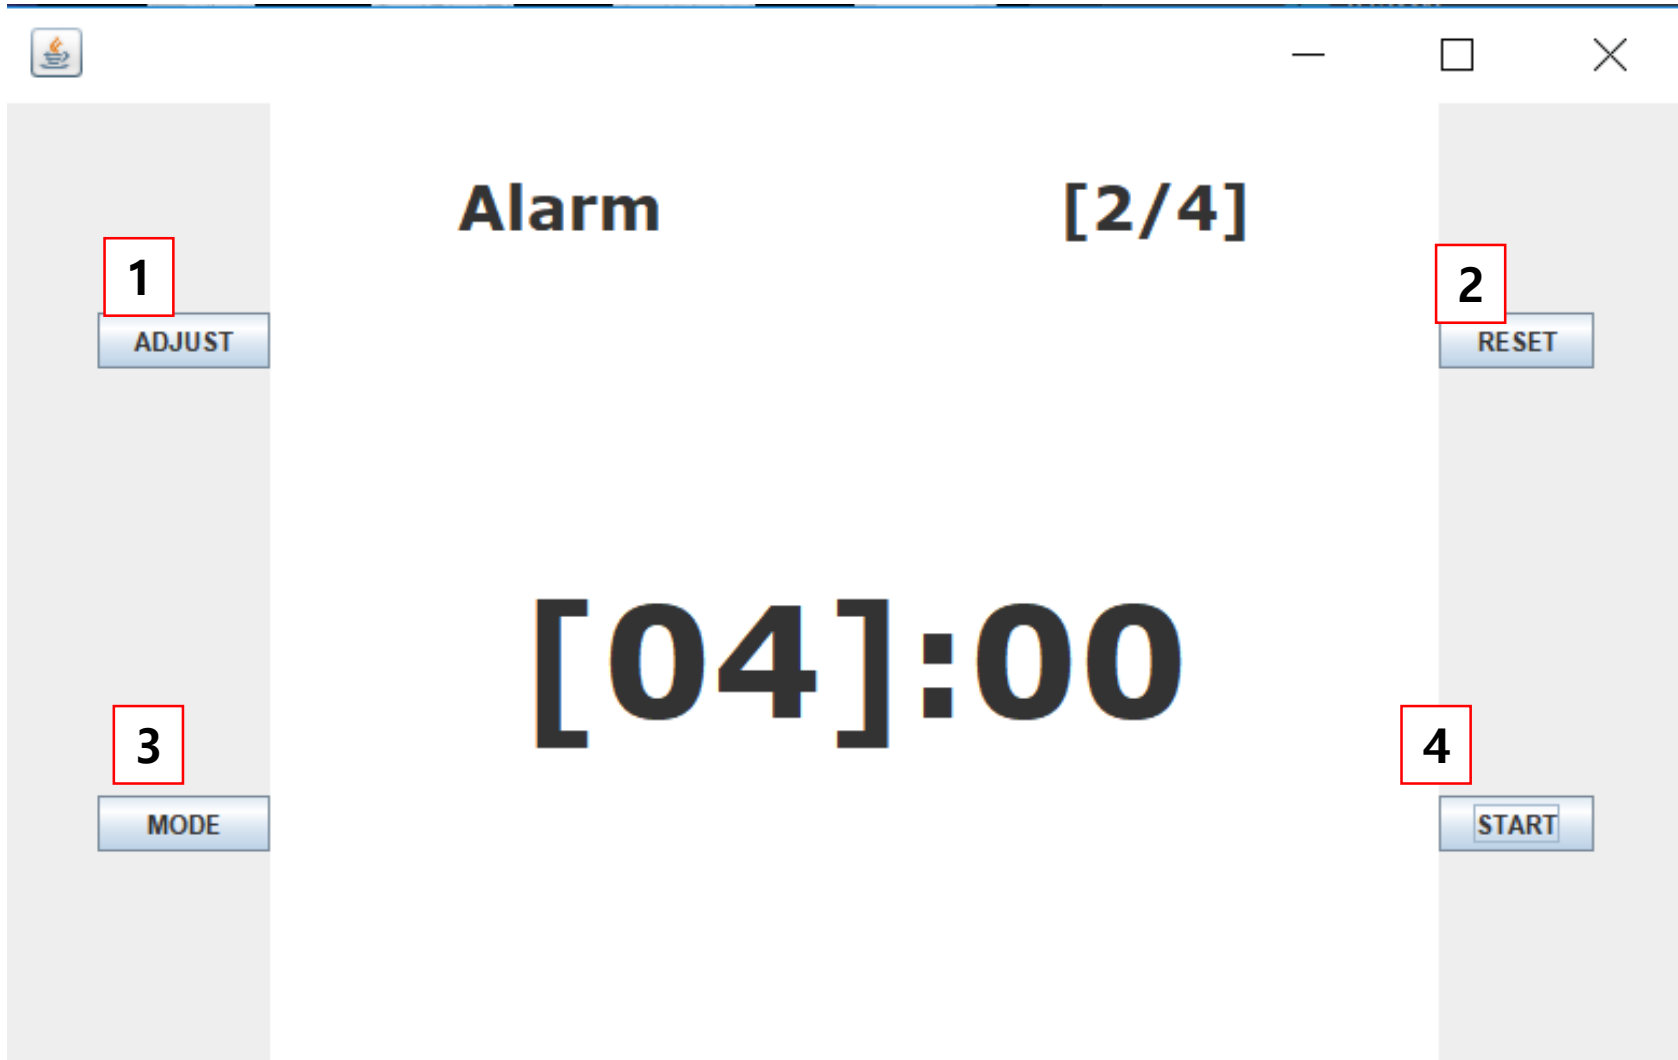 Alarm [2/4]
1 2
ADJUST RESET
[04]:00
3 4
MODE START